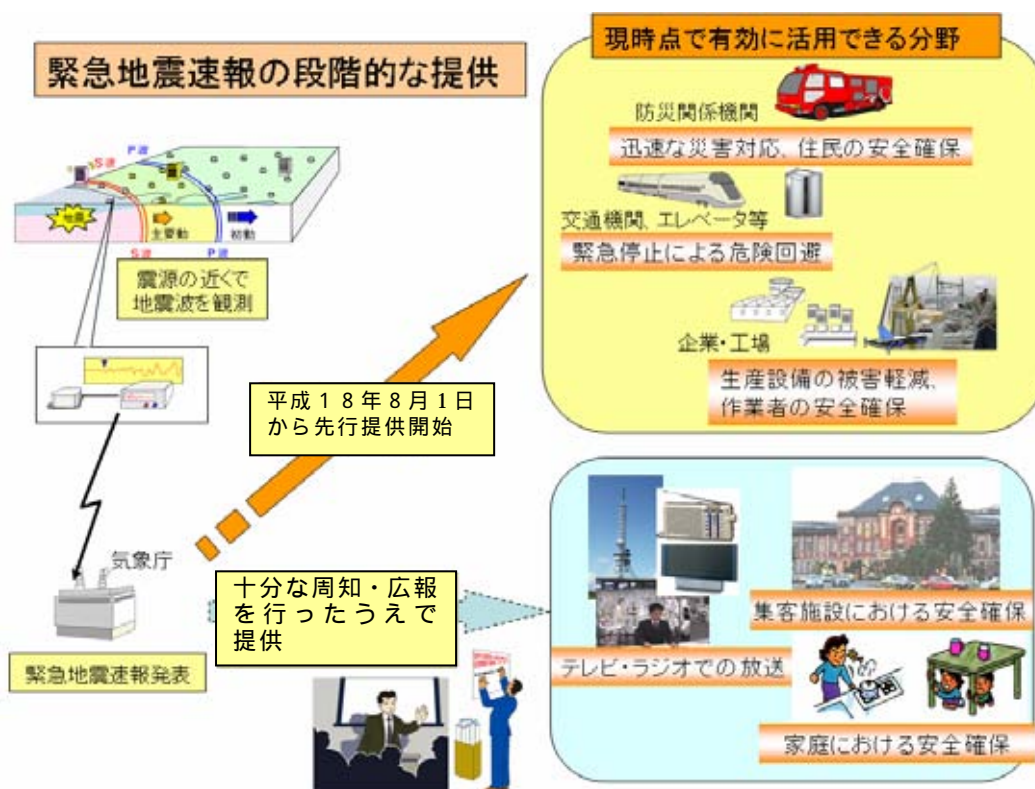 緊急地震速報の段階的な提供
S波
P波
地震
主要動
初動
S波
P波
震源の近くで
地震波を観測
気象庁
緊急地震速報発表
平成18年8月1日
から先行提供開始
十分な周知・広報
を行ったうえで
提供
現時点で有効に活用できる分野
防災関係機関
迅速な災害対応、住民の安全確保
交通機関、エレベータ等
緊急停止による危険回避
企業・工場
生産設備の被害軽減、
作業者の安全確保
テレビ・ラジオでの放送
集客施設における安全確保
家庭における安全確保